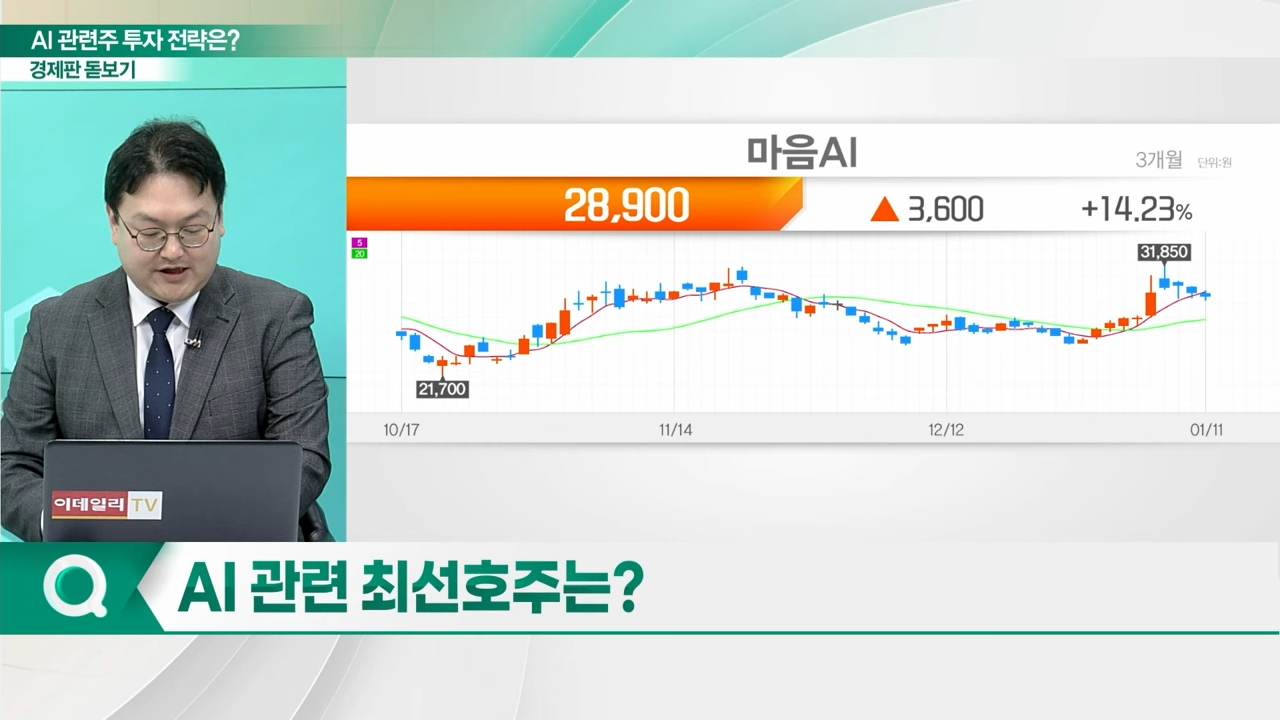 AI 관련주 투자 전략은?
경제판 돋보기
마음AI
3개월 단위:원
28,900 ▲ 3,600 +14.23%
5
20
31,850
21,700
10/17 11/14 12/12 01/11
이데일리 TV
AI 관련 최선호주는?